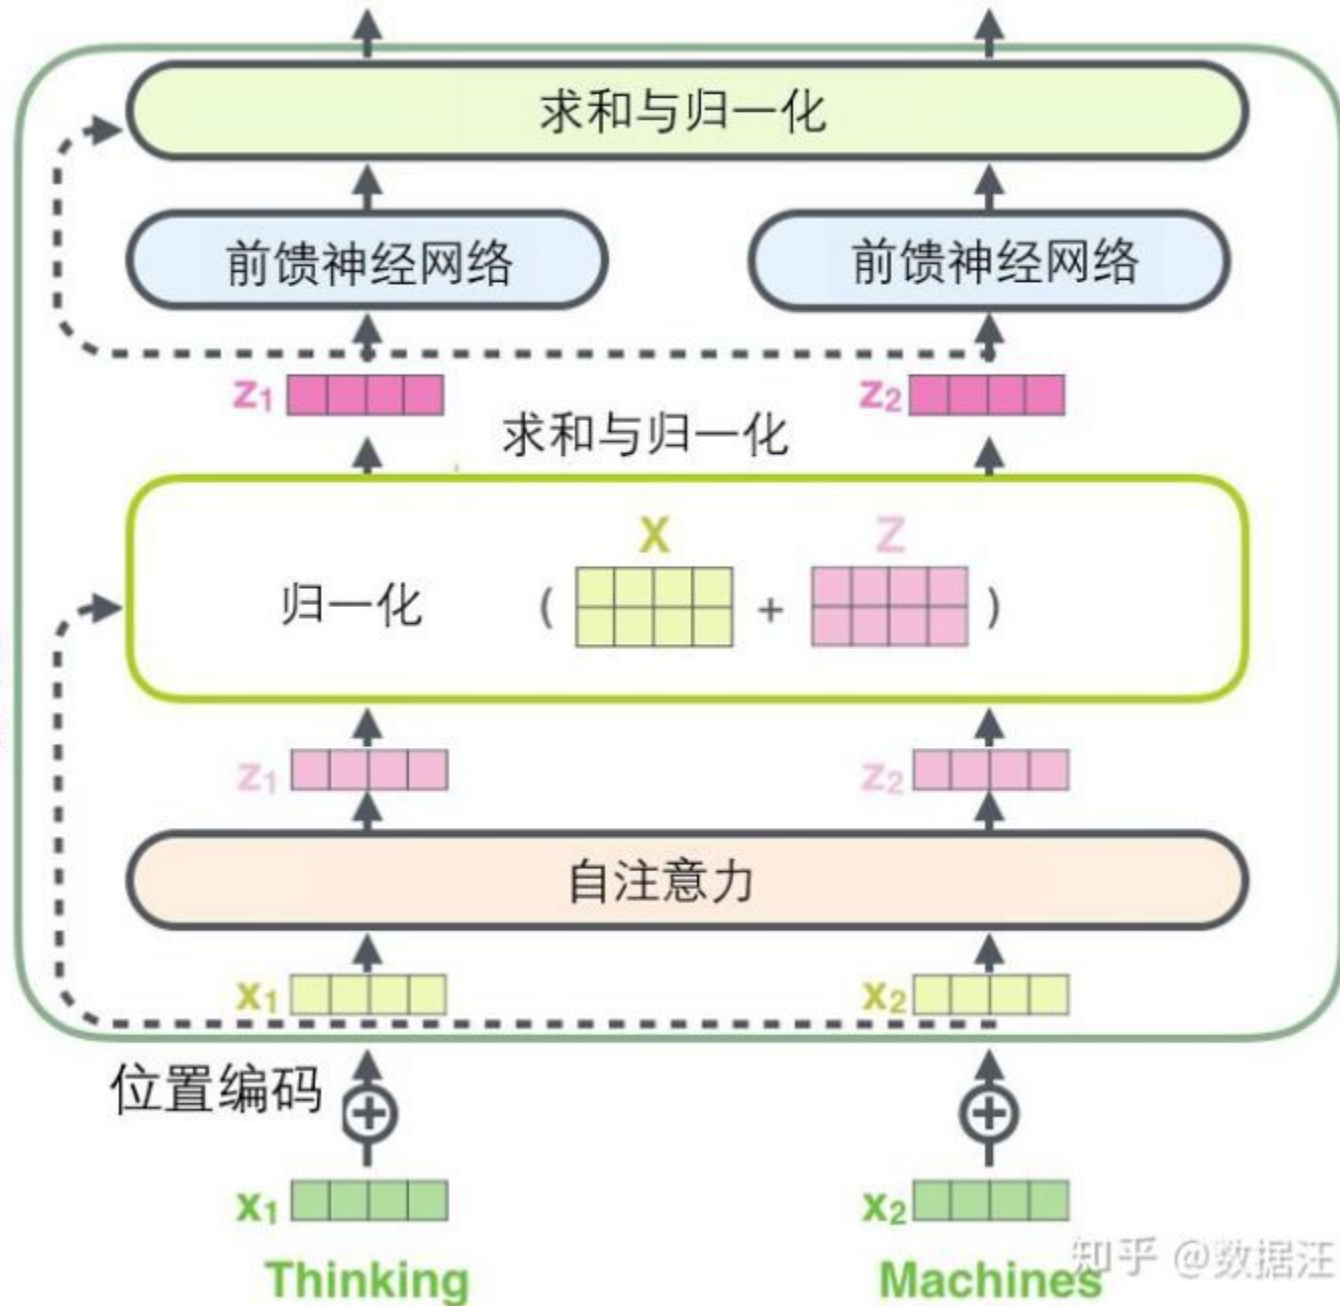 求和与归一化
前馈神经网络 前馈神经网络
z1 z2
求和与归一化
X Z
归一化 ( + )
z1 z2
自注意力
x1 x2
位置编码
x1 x2
Thinking Machines
知乎 @数据汪